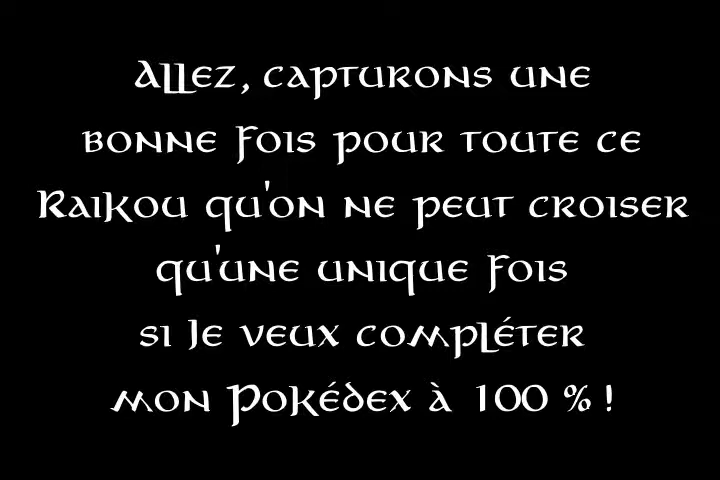 Allez, capturons une
bonne fois pour toute ce
Raikou qu'on ne peut croiser
qu'une unique fois
si je veux compléter
mon Pokédex à 100 % !